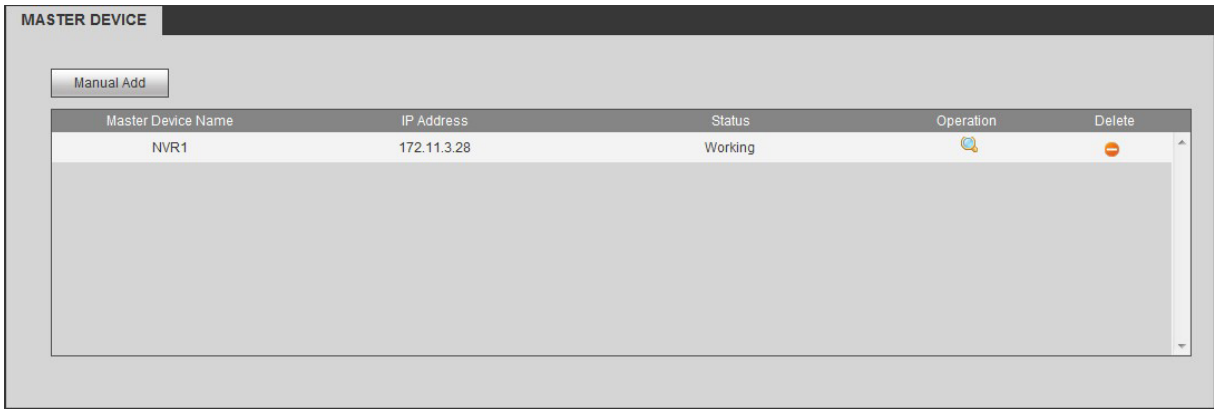 MASTER DEVICE
Manual Add
Master Device Name IP Address Status Operation Delete
NVR1 172.11.3.28 Working